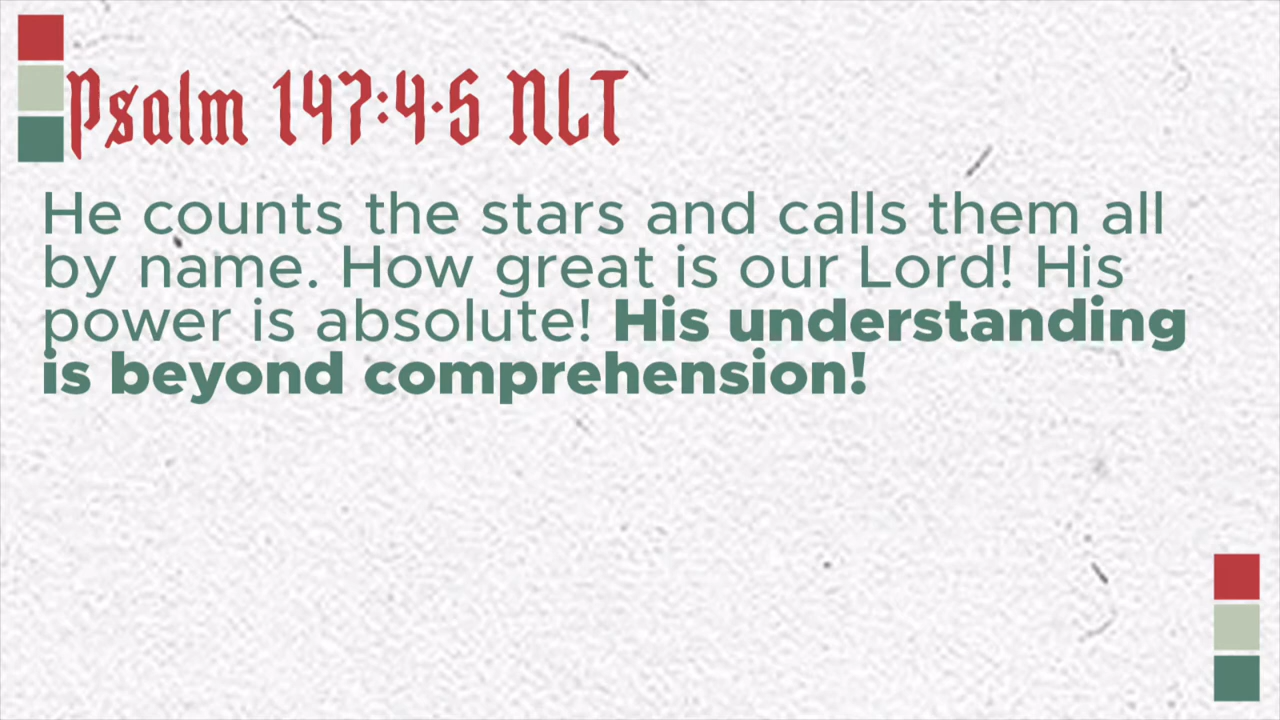 Psalm 147:4-5 NLT
He counts the stars and calls them all
by name. How great is our Lord! His
power is absolute! His understanding
is beyond comprehension!